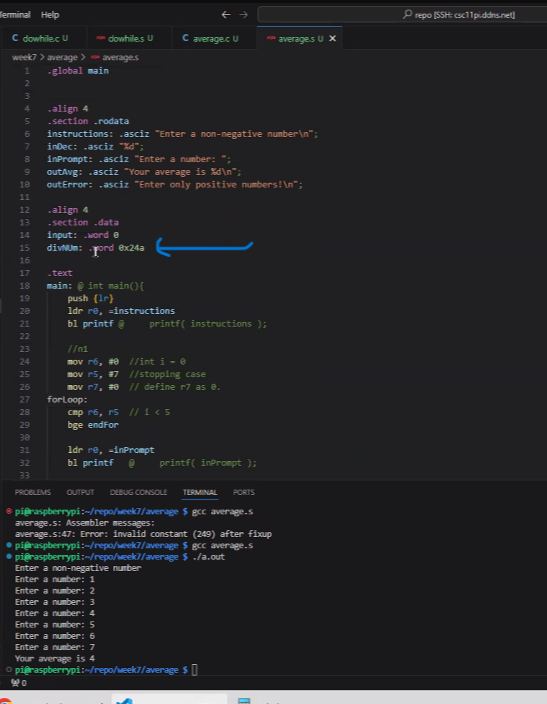 Terminal Help
repo [SSH: csc11pi.ddns.net]
dowhile.c U dowhile.s U average.c U average.s U
week7 > average > average.s
1 .global main
2
3
4 .align 4
5 .section .rodata
6 instructions: .asciz "Enter a non-negative number\n";
7 inDec: .asciz "%d";
8 inPrompt: .asciz "Enter a number: ";
9 outAvg: .asciz "Your average is %d\n";
10 outError: .asciz "Enter only positive numbers!\n";
11
12 .align 4
13 .section .data
14 input: .word 0
15 divNUm: .word 0x24a
16
17 .text
18 main: @ int main(){
19 push {lr}
20 ldr r0, =instructions
21 bl printf @ printf( instructions );
22
23 //n1
24 mov r6, #0 //int i = 0
25 mov r5, #7 //stopping case
26 mov r7, #0 // define r7 as 0.
27 forLoop:
28 cmp r6, r5 // i < 5
29 bge endFor
30
31 ldr r0, =inPrompt
32 bl printf @ printf( inPrompt );
33
PROBLEMS OUTPUT DEBUG CONSOLE TERMINAL PORTS
pi@raspberrypi:~/repo/week7/average $ gcc average.s
average.s: Assembler messages:
average.s:47: Error: invalid constant (249) after fixup
pi@raspberrypi:~/repo/week7/average $ gcc average.s
pi@raspberrypi:~/repo/week7/average $ ./a.out
Enter a non-negative number
Enter a number: 1
Enter a number: 2
Enter a number: 3
Enter a number: 4
Enter a number: 5
Enter a number: 6
Enter a number: 7
Your average is 4
pi@raspberrypi:~/repo/week7/average $
0